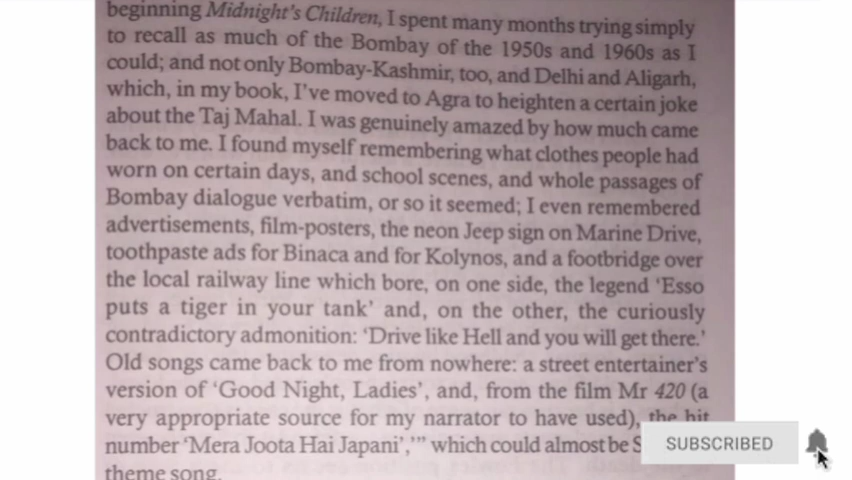 beginning Midnight's Children, I spent many months trying simply
to recall as much of the Bombay of the 1950s and 1960s as I
could; and not only Bombay-Kashmir, too, and Delhi and Aligarh,
which, in my book, I've moved to Agra to heighten a certain joke
about the Taj Mahal. I was genuinely amazed by how much came
back to me. I found myself remembering what clothes people had
worn on certain days, and school scenes, and whole passages of
Bombay dialogue verbatim, or so it seemed; I even remembered
advertisements, film-posters, the neon Jeep sign on Marine Drive,
toothpaste ads for Binaca and for Kolynos, and a footbridge over
the local railway line which bore, on one side, the legend 'Esso
puts a tiger in your tank' and, on the other, the curiously
contradictory admonition: 'Drive like Hell and you will get there.'
Old songs came back to me from nowhere: a street entertainer's
version of 'Good Night, Ladies', and, from the film Mr 420 (a
very appropriate source for my narrator to have used), the hit
number 'Mera Joota Hai Japani','" which could almost be
theme song.
SUBSCRIBED